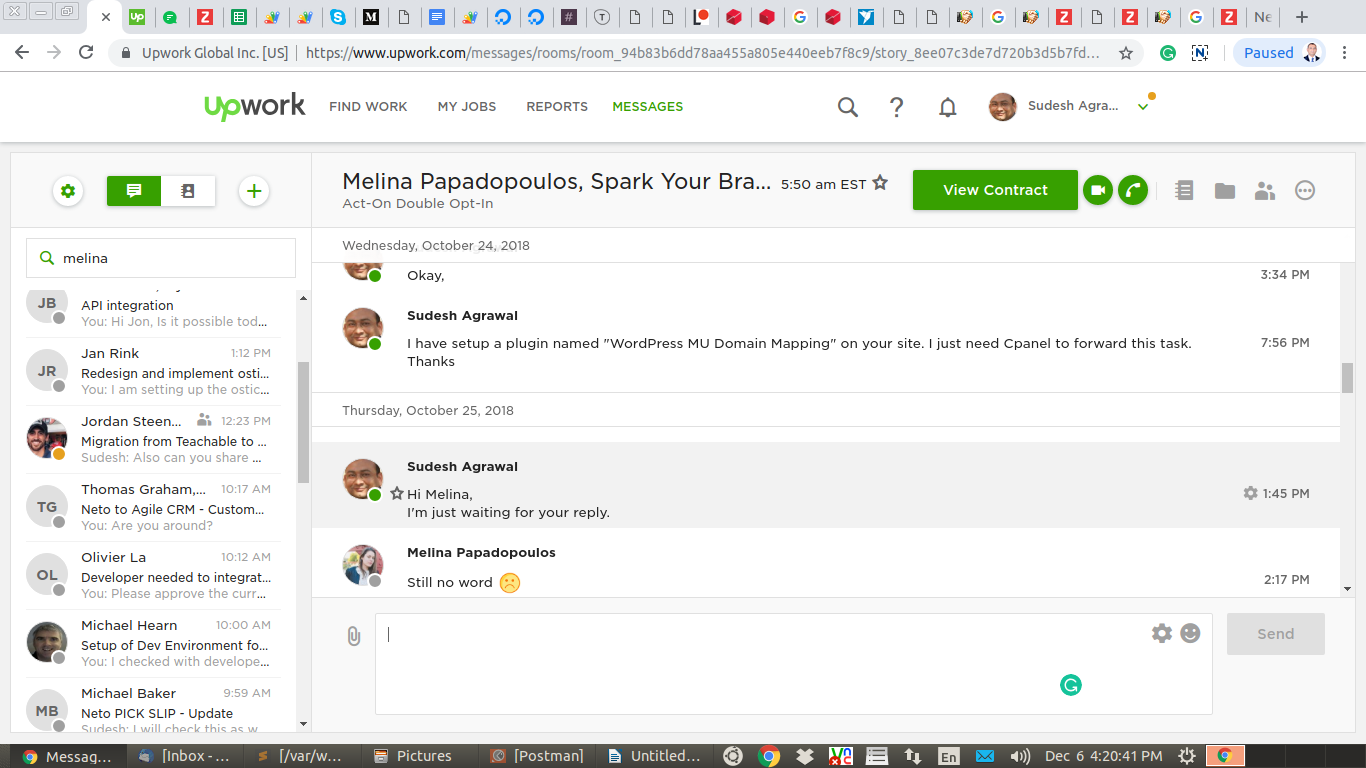 Ne
Upwork Global Inc. [US]
https://www.upwork.com/messages/rooms/room_94b83b6dd78aa455a805e440eeb7f8c9/story_8ee07c3de7d720b3d5b7fd...
Paused
upwork
FIND WORK
MY JOBS
REPORTS
MESSAGES
Sudesh Agra...
melina
JB
API integration
You: Hi Jon, Is it possible tod...
JR
Jan Rink 1:12 PM
Redesign and implement osti...
You: I am setting up the ostic...
Jordan Steen... 12:23 PM
Migration from Teachable to ...
Sudesh: Also can you share ...
TG
Thomas Graham,... 10:17 AM
Neto to Agile CRM - Custom...
You: Are you around?
OL
Olivier La 10:12 AM
Developer needed to integrat...
You: Please approve the curr...
Michael Hearn 10:00 AM
Setup of Dev Environment fo...
You: I checked with develope...
MB
Michael Baker 9:59 AM
Neto PICK SLIP - Update
Sudesh: I will check this as w...
Melina Papadopoulos, Spark Your Bra... 5:50 am EST
Act-On Double Opt-In
View Contract
Wednesday, October 24, 2018
Okay, 3:34 PM
Sudesh Agrawal
I have setup a plugin named "WordPress MU Domain Mapping" on your site. I just need Cpanel to forward this task. 7:56 PM
Thanks
Thursday, October 25, 2018
Sudesh Agrawal
Hi Melina, 1:45 PM
I'm just waiting for your reply.
Melina Papadopoulos
Still no word 2:17 PM
Send
Messag...
[Inbox - ...
[/var/w...
Pictures
[Postman]
Untitled...
En
Dec 6 4:20:41 PM